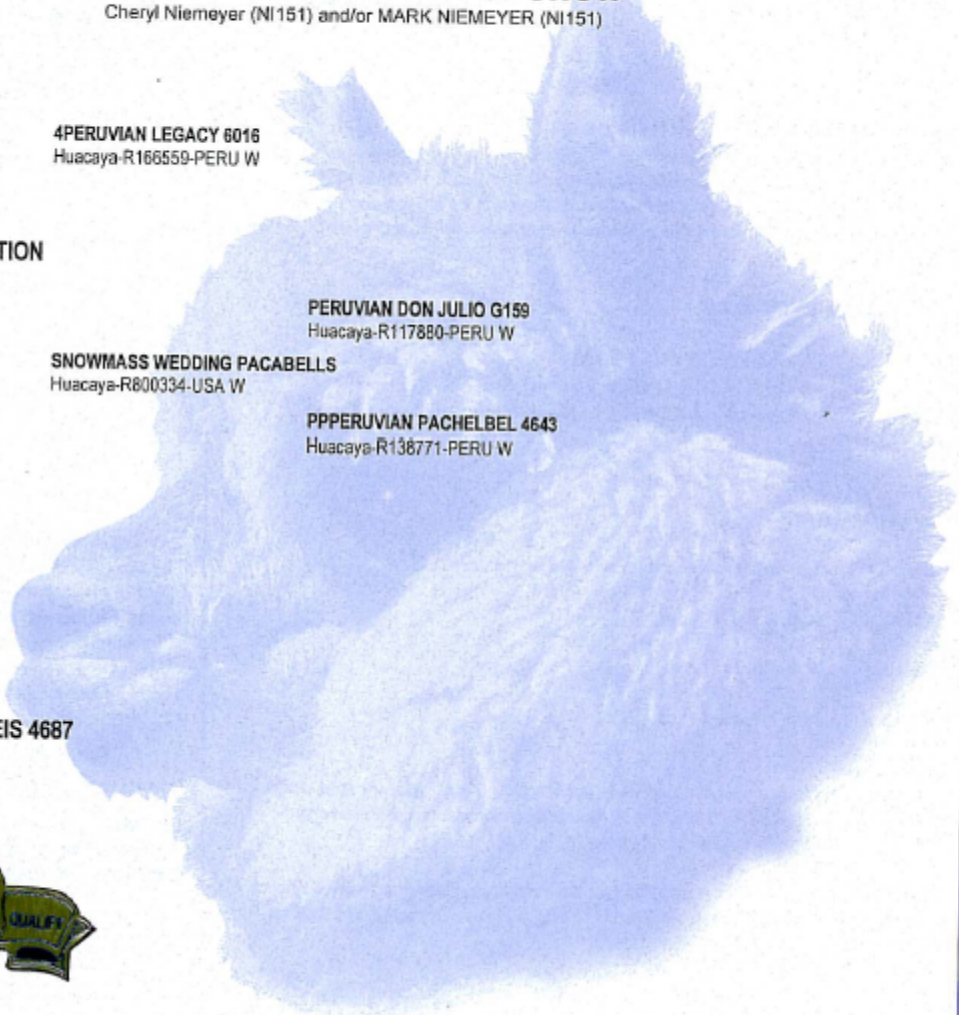 Cheryl Niemeyer (NI151) and/or MARK NIEMEYER (NI151)
4PERUVIAN LEGACY 6016
Huacaya-R166559-PERU W
TION
PERUVIAN DON JULIO G159
Huacaya-R117880-PERU W
SNOWMASS WEDDING PACABELLS
Huacaya-R800334-USA W
PPPERUVIAN PACHELBEL 4643
Huacaya-R138771-PERU W
EIS 4687
QUALIFY